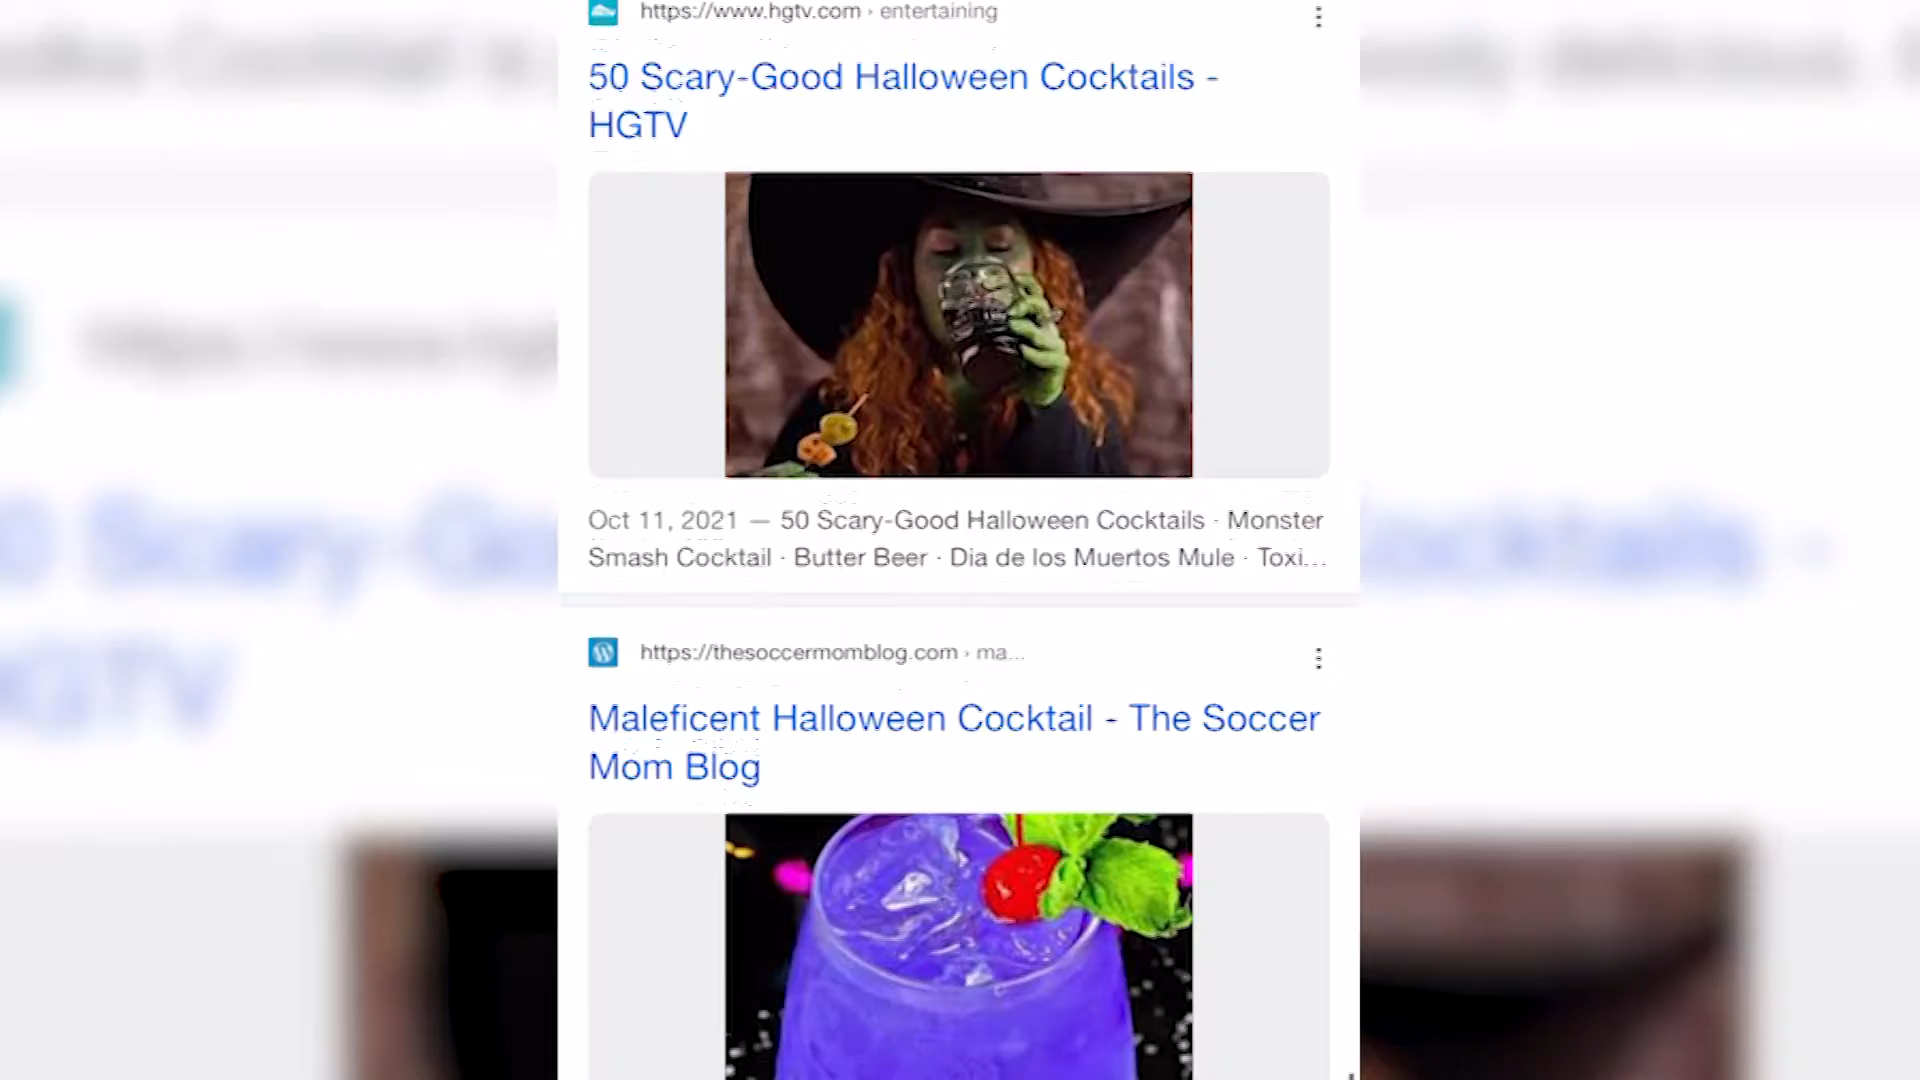 https://www.hgtv.com › entertaining
50 Scary-Good Halloween Cocktails -
HGTV
Oct 11, 2021 — 50 Scary-Good Halloween Cocktails · Monster
Smash Cocktail · Butter Beer · Dia de los Muertos Mule · Toxi...
https://thesoccermomblog.com › ma...
Maleficent Halloween Cocktail - The Soccer
Mom Blog